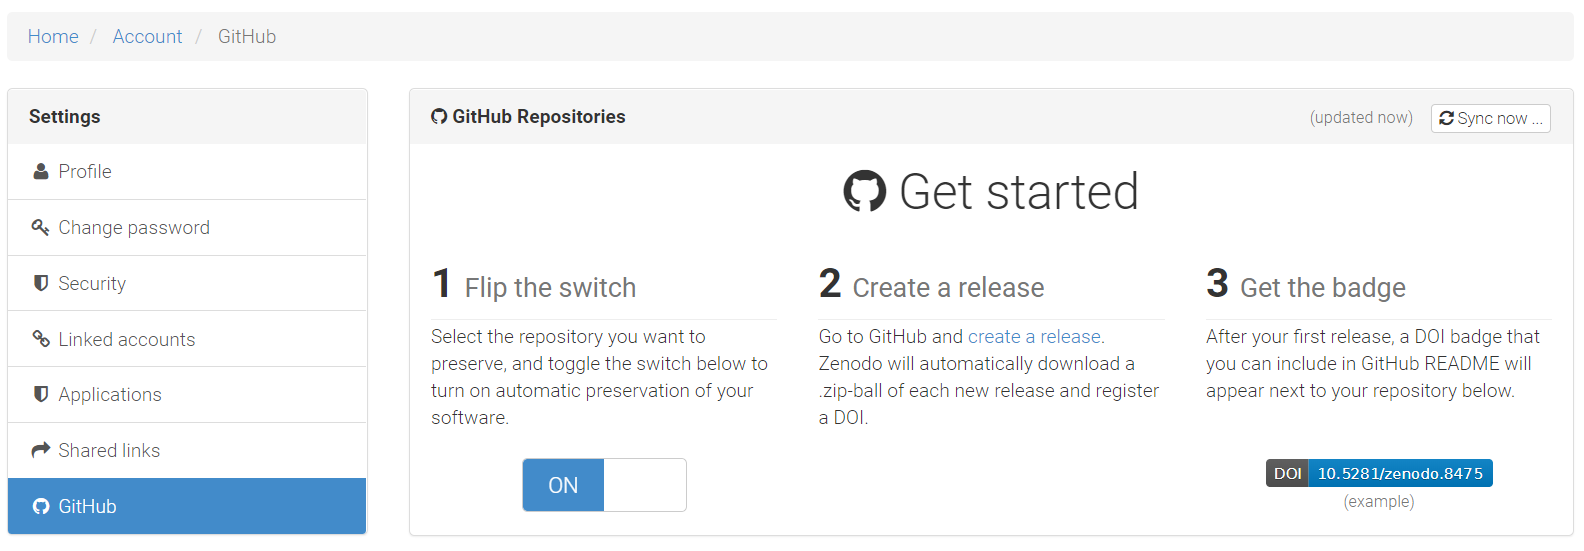 Home / Account / GitHub
Settings
Profile
Change password
Security
Linked accounts
Applications
Shared links
GitHub
GitHub Repositories
(updated now)
Sync now ...
Get started
1 Flip the switch
Select the repository you want to
preserve, and toggle the switch below to
turn on automatic preservation of your
software.
ON
2 Create a release
Go to GitHub and create a release.
Zenodo will automatically download a
.zip-ball of each new release and register
a DOI.
3 Get the badge
After your first release, a DOI badge that
you can include in GitHub README will
appear next to your repository below.
DOI 10.5281/zenodo.8475
(example)